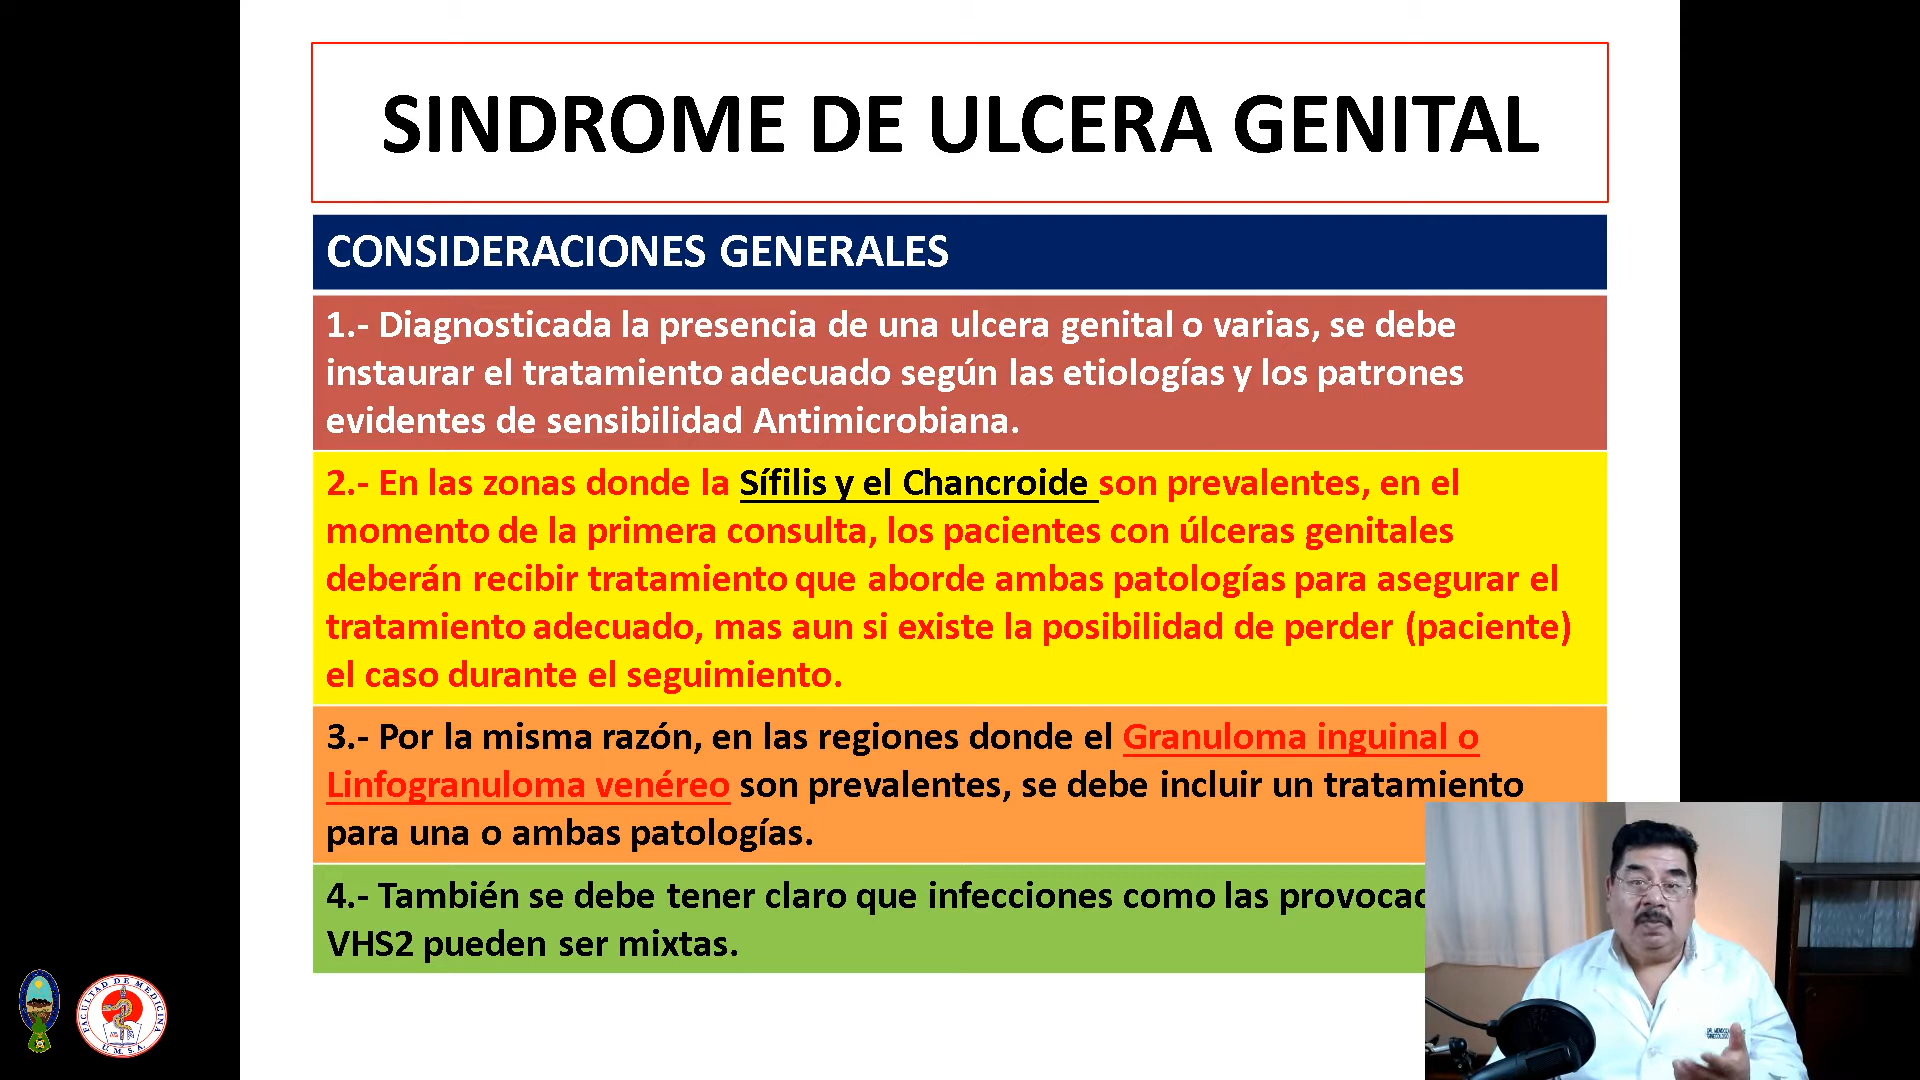 SINDROME DE ULCERA GENITAL
CONSIDERACIONES GENERALES
1.- Diagnosticada la presencia de una ulcera genital o varias, se debe
instaurar el tratamiento adecuado según las etiologías y los patrones
evidentes de sensibilidad Antimicrobiana.
2.- En las zonas donde la Sífilis y el Chancroide son prevalentes, en el
momento de la primera consulta, los pacientes con úlceras genitales
deberán recibir tratamiento que aborde ambas patologías para asegurar el
tratamiento adecuado, mas aun si existe la posibilidad de perder (paciente)
el caso durante el seguimiento.
3.- Por la misma razón, en las regiones donde el Granuloma inguinal o
Linfogranuloma venéreo son prevalentes, se debe incluir un tratamiento
para una o ambas patologías.
4.- También se debe tener claro que infecciones como las
VHS2 pueden ser mixtas.
FACULTAD DE MEDICINA
U.M.S.A.